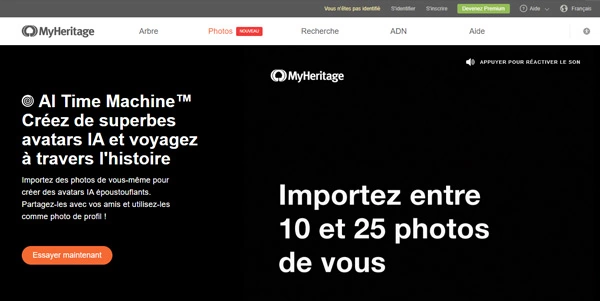 Vous n'êtes pas identifié S'identifier S'inscrire Devenez Premium Aide Français
MyHeritage Arbre Photos NOUVEAU Recherche ADN Aide
MyHeritage
APPUYER POUR RÉACTIVER LE SON
AI Time Machine™
Créez de superbes
avatars IA et voyagez
à travers l'histoire
Importez des photos de vous-même pour
créer des avatars IA époustouflants.
Partagez-les avec vos amis et utilisez-les
comme photo de profil !
Essayer maintenant
Importez entre
10 et 25 photos
de vous